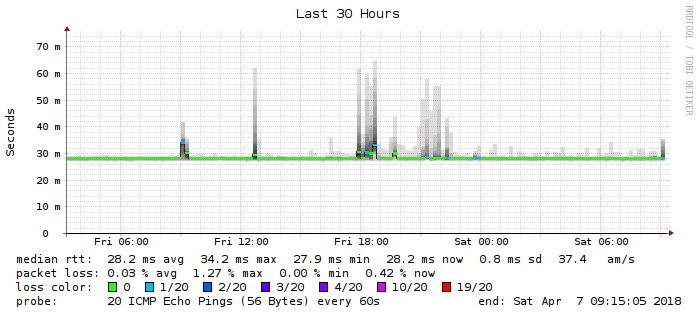 Last 30 Hours
RRDTOOL / TOBI OETIKER
Seconds
70 m
60 m
50 m
40 m
30 m
20 m
10 m
0
Fri 06:00 Fri 12:00 Fri 18:00 Sat 00:00 Sat 06:00
median rtt: 28.2 ms avg 34.2 ms max 27.9 ms min 28.2 ms now 0.8 ms sd 37.4 am/s
packet loss: 0.03 % avg 1.27 % max 0.00 % min 0.42 % now
loss color: 0 1/20 2/20 3/20 4/20 10/20 19/20
probe: 20 ICMP Echo Pings (56 Bytes) every 60s end: Sat Apr 7 09:15:05 2018